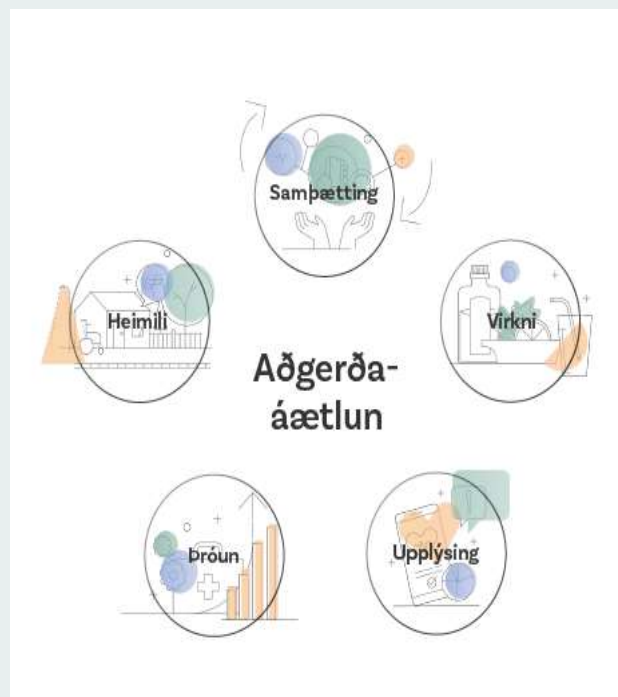 Samþætting
Heimili
Virkni
Aðgerða-
áætlun
Þróun
Upplýsing